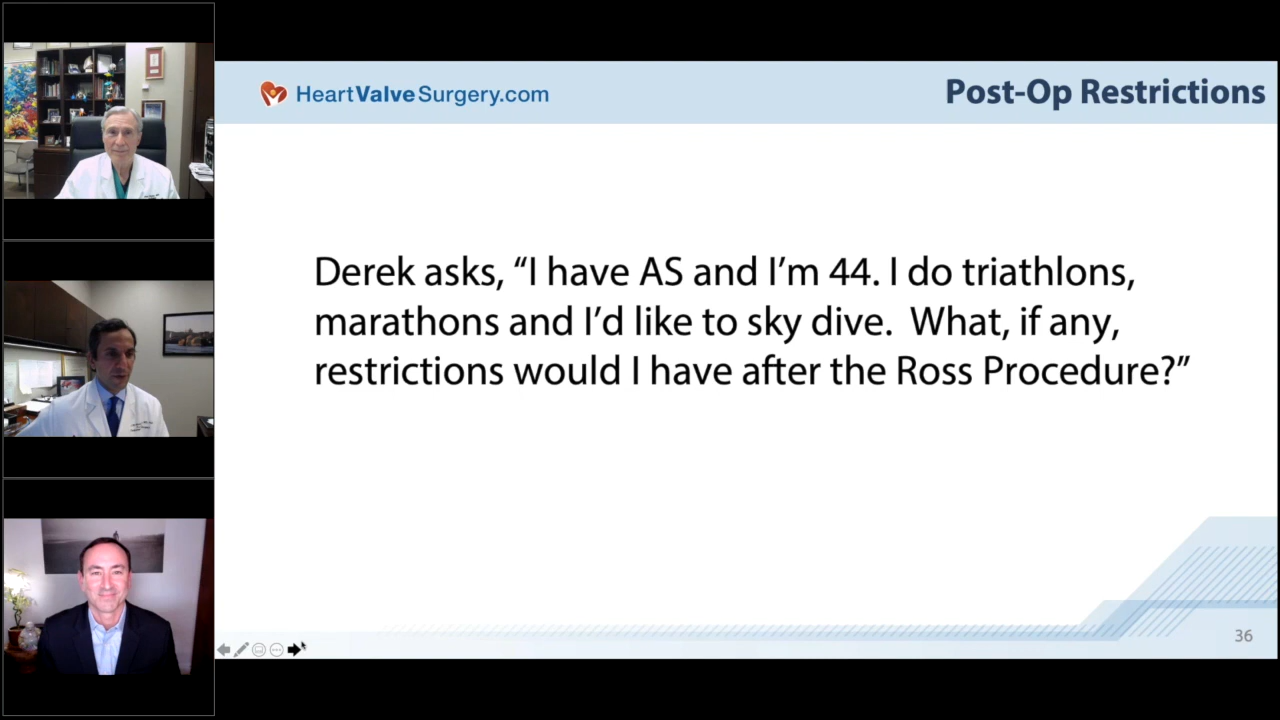 HeartValveSurgery.com
Post-Op Restrictions
Derek asks, “I have AS and I’m 44. I do triathlons,
marathons and I’d like to sky dive.  What, if any,
restrictions would I have after the Ross Procedure?”
36